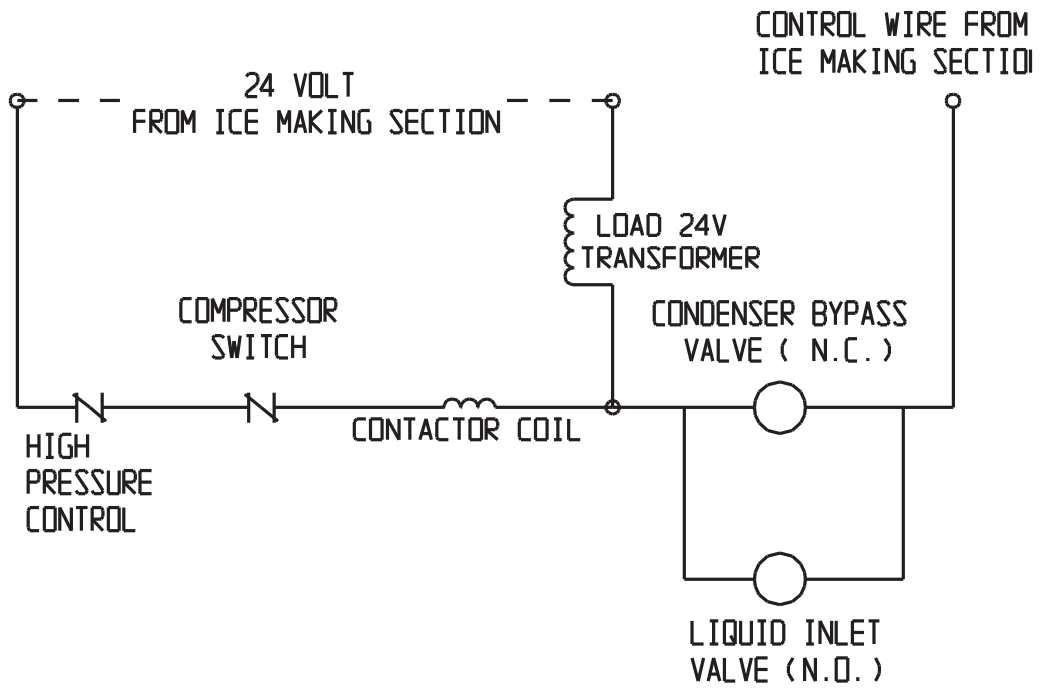 CONTROL WIRE FROM
ICE MAKING SECTION
24 VOLT
FROM ICE MAKING SECTION
LOAD 24V
TRANSFORMER
COMPRESSOR
SWITCH
CONDENSER BYPASS
VALVE ( N.C. )
CONTACTOR COIL
HIGH
PRESSURE
CONTROL
LIQUID INLET
VALVE (N.O.)